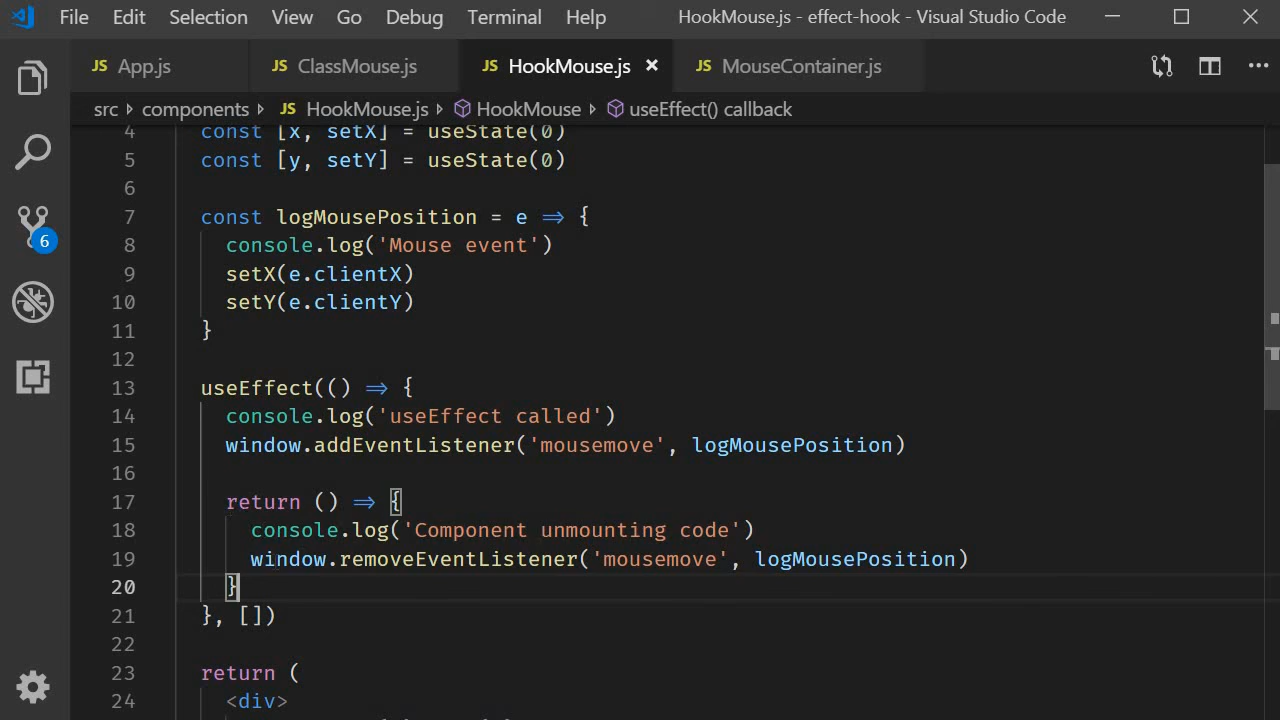 File Edit Selection View Go Debug Terminal Help HookMouse.js - effect-hook - Visual Studio Code
JS App.js JS ClassMouse.js JS HookMouse.js JS MouseContainer.js
src › components › JS HookMouse.js › HookMouse › useEffect() callback
4 const [x, setX] = useState(0)
5 const [y, setY] = useState(0)
6
7 const logMousePosition = e => {
8 console.log('Mouse event')
9 setX(e.clientX)
10 setY(e.clientY)
11 }
12
13 useEffect(() => {
14 console.log('useEffect called')
15 window.addEventListener('mousemove', logMousePosition)
16
17 return () => {
18 console.log('Component unmounting code')
19 window.removeEventListener('mousemove', logMousePosition)
20 }
21 }, [])
22
23 return (
24 <div>
6